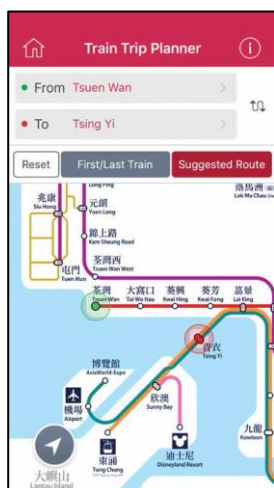 Train Trip Planner
From Tsuen Wan
To Tsing Yi
Reset
First/Last Train
Suggested Route
Long Ping
兆康
Siu Hong
元朗
Yuen Long
洛馬洲
Lok Ma Chau
錦上路
Kam Sheung Road
屯門
Tuen Mun
荃灣西
Tsuen Wan West
荃灣
Tsuen Wan
大窩口
Tai Wo Hau
葵興
Kwai Hing
葵芳
Kwai Fong
荔景
Lai King
青衣
Tsing Yi
博覽館
AsiaWorld-Expo
機場
Airport
欣澳
Sunny Bay
東涌
Tung Chung
迪士尼
Disneyland Resort
九龍
Kowloon
大嶼山
Lantau Island